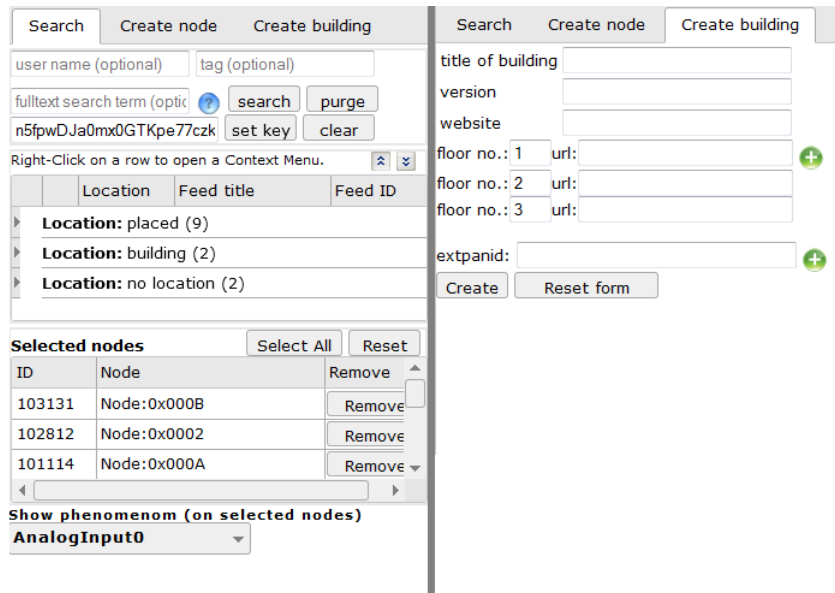 Search Create node Create building
user name (optional) tag (optional)
fulltext search term (optic ? search purge
n5fpwDJa0mx0GTKpe77czk set key clear
Right-Click on a row to open a Context Menu.
Location Feed title Feed ID
Location: placed (9)
Location: building (2)
Location: no location (2)
Selected nodes Select All Reset
ID Node Remove
103131 Node:0x000B Remove
102812 Node:0x0002 Remove
101114 Node:0x000A Remove
Show phenomenom (on selected nodes)
AnalogInput0
Search Create node Create building
title of building
version
website
floor no.: 1 url:
floor no.: 2 url:
floor no.: 3 url:
extpanid:
Create Reset form